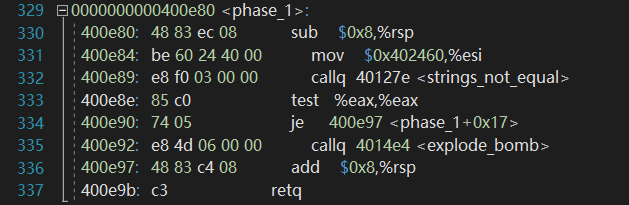 329 0000000000400e80 <phase_1>:
330 400e80: 48 83 ec 08 sub $0x8,%rsp
331 400e84: be 60 24 40 00 mov $0x402460,%esi
332 400e89: e8 f0 03 00 00 callq 40127e <strings_not_equal>
333 400e8e: 85 c0 test %eax,%eax
334 400e90: 74 05 je 400e97 <phase_1+0x17>
335 400e92: e8 4d 06 00 00 callq 4014e4 <explode_bomb>
336 400e97: 48 83 c4 08 add $0x8,%rsp
337 400e9b: c3 retq